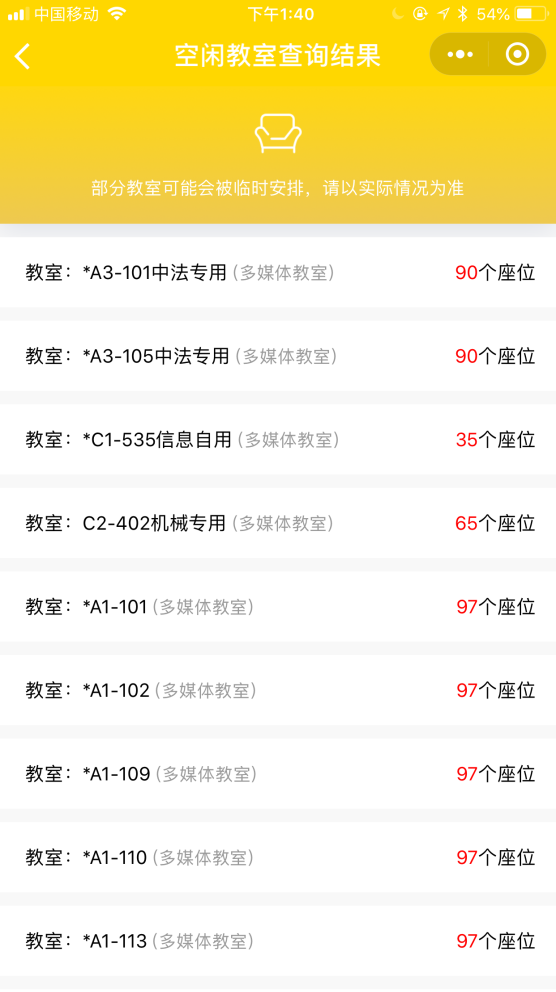 中国移动 下午1:40 54%
空闲教室查询结果
部分教室可能会被临时安排，请以实际情况为准
教室：*A3-101中法专用(多媒体教室) 90个座位
教室：*A3-105中法专用(多媒体教室) 90个座位
教室：*C1-535信息自用(多媒体教室) 35个座位
教室：C2-402机械专用(多媒体教室) 65个座位
教室：*A1-101(多媒体教室) 97个座位
教室：*A1-102(多媒体教室) 97个座位
教室：*A1-109(多媒体教室) 97个座位
教室：*A1-110(多媒体教室) 97个座位
教室：*A1-113(多媒体教室) 97个座位